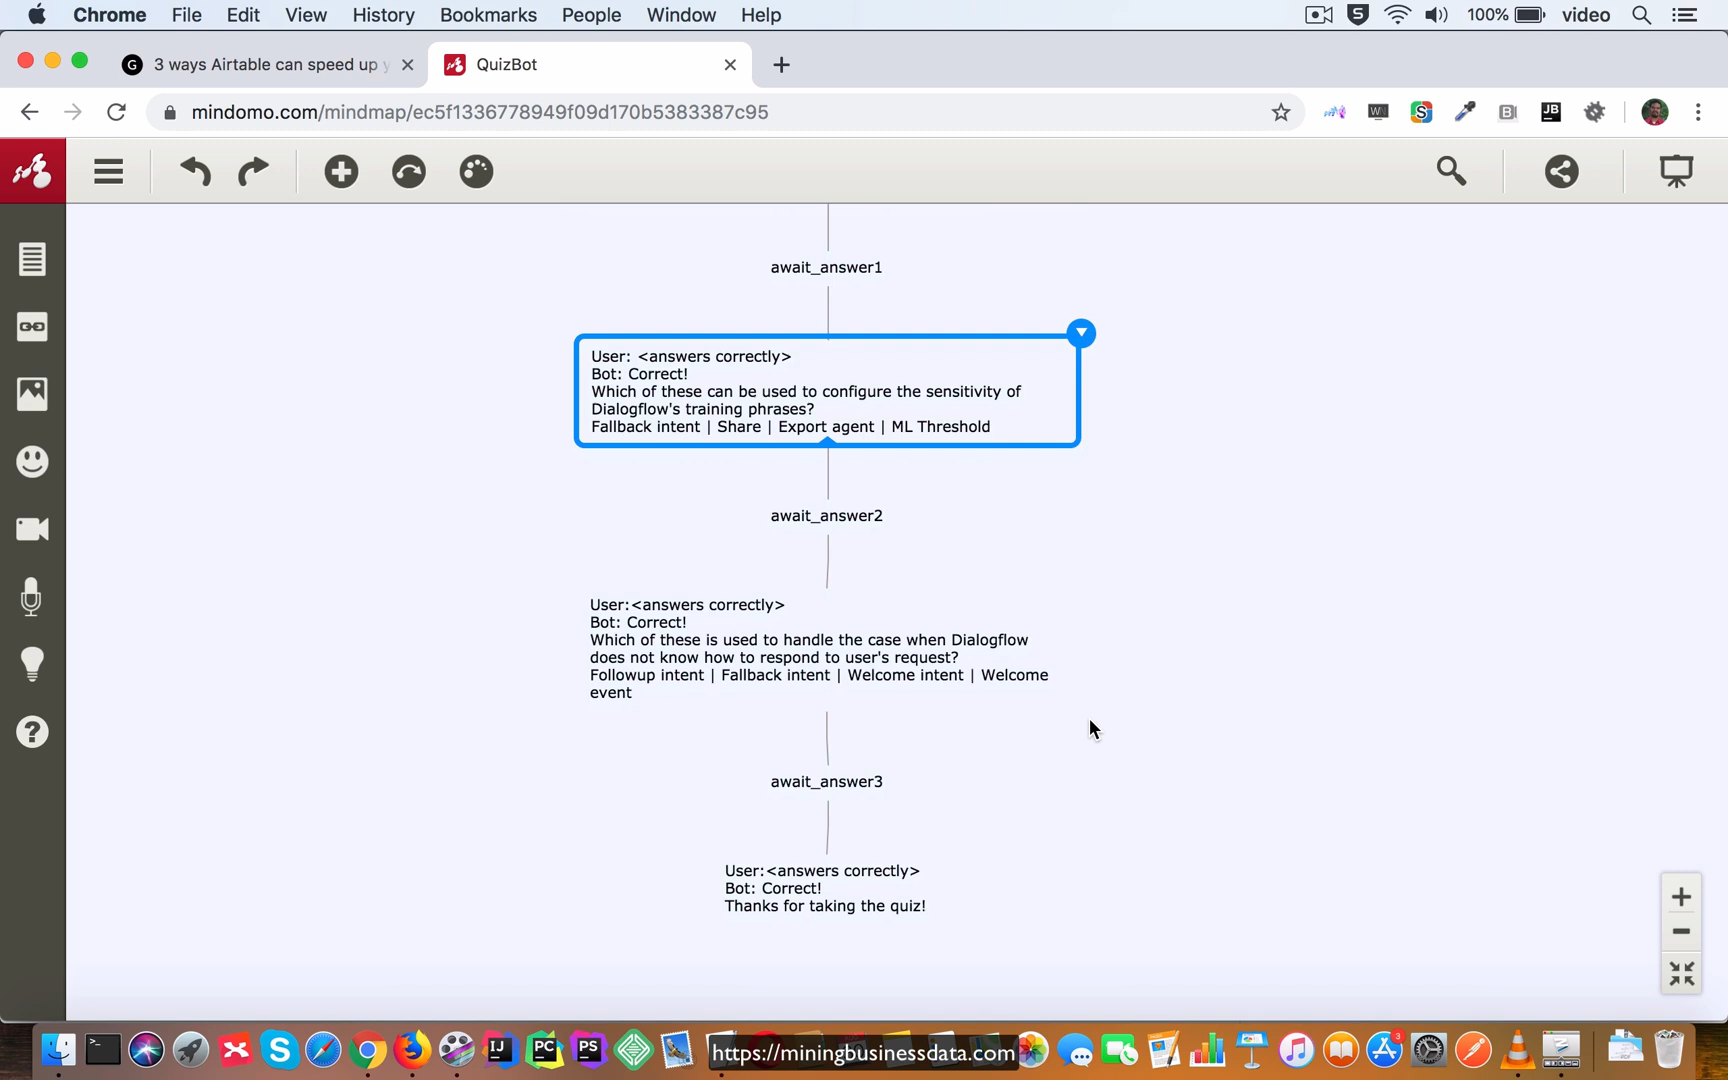 Chrome File Edit View History Bookmarks People Window Help 100% video
3 ways Airtable can speed up y
QuizBot
mindomo.com/mindmap/ec5f1336778949f09d170b5383387c95
await_answer1
User: <answers correctly>
Bot: Correct!
Which of these can be used to configure the sensitivity of
Dialogflow's training phrases?
Fallback intent | Share | Export agent | ML Threshold
await_answer2
User:<answers correctly>
Bot: Correct!
Which of these is used to handle the case when Dialogflow
does not know how to respond to user's request?
Followup intent | Fallback intent | Welcome intent | Welcome
event
await_answer3
User:<answers correctly>
Bot: Correct!
Thanks for taking the quiz!
https://miningbusinessdata.com